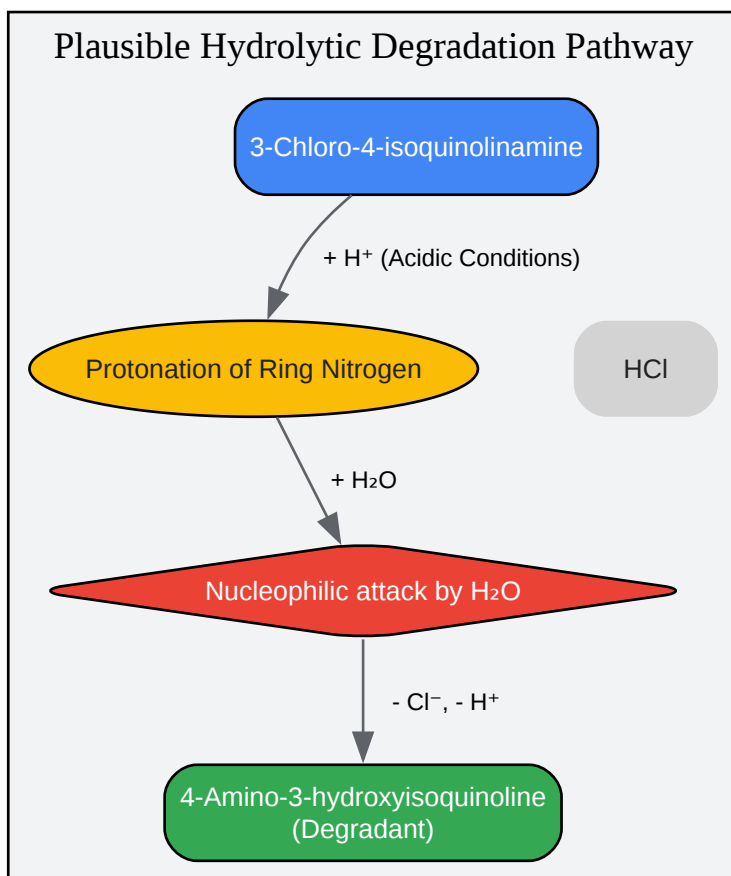 Plausible Hydrolytic Degradation Pathway
3-Chloro-4-isoquinolinamine
+ H⁺ (Acidic Conditions)
Protonation of Ring Nitrogen
HCl
+ H₂O
Nucleophilic attack by H₂O
- Cl⁻, - H⁺
4-Amino-3-hydroxyisoquinoline
(Degradant)